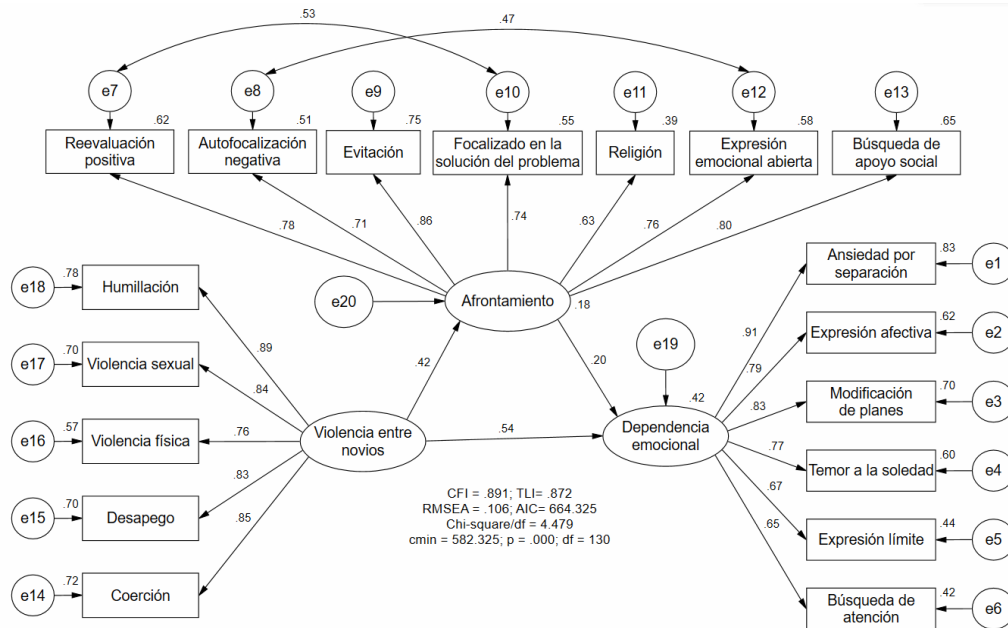 .53
.47
e7
e8
e9
e10
e11
e12
e13
.62
.51
.75
.55
.39
.58
.65
Reevaluación
positiva
Autofocalización
negativa
Evitación
Focalizado en la
solución del problema
Religión
Expresión
emocional abierta
Búsqueda de
apoyo social
.78
.71
.86
.74
.63
.76
.80
e20
Afrontamiento
.18
e18
.78
Humillación
e17
.70
Violencia sexual
e16
.57
Violencia física
e15
.70
Desapego
e14
.72
Coerción
.89
.84
.76
.83
.85
Violencia entre
novios
.42
.20
.54
e19
.42
Dependencia
emocional
.91
.79
.83
.77
.67
.65
Ansiedad por
separación
.83
e1
Expresión afectiva
.62
e2
Modificación
de planes
.70
e3
Temor a la soledad
.60
e4
Expresión límite
.44
e5
Búsqueda de
atención
.42
e6
CFI = .891; TLI= .872
RMSEA = .106; AIC= 664.325
Chi-square/df = 4.479
cmin = 582.325; p = .000; df = 130